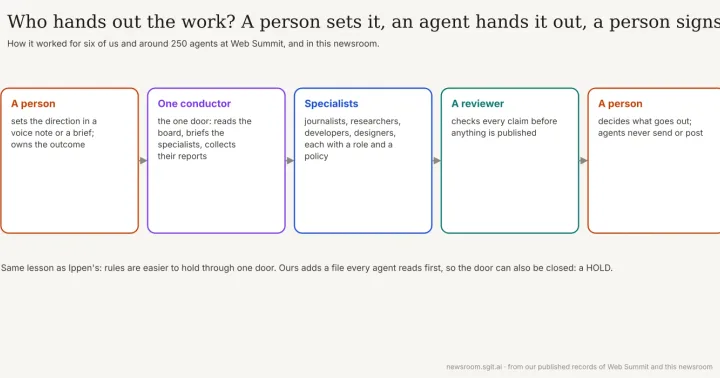 Who hands out the work? A person sets it, an agent hands it out, a person signs
How it worked for six of us and around 250 agents at Web Summit, and in this newsroom.
A person
sets the direction in a
voice note or a brief;
owns the outcome
One conductor
the one door: reads the
board, briefs the
specialists, collects
their reports
Specialists
journalists, researchers,
developers, designers,
each with a role and a
policy
A reviewer
checks every claim before
anything is published
A person
decides what goes out;
agents never send or post
Same lesson as Ippen's: rules are easier to hold through one door. Ours adds a file every agent reads first, so the door can also be closed: a HOLD.
newsroom.sgit.ai · from our published records of Web Summit and this newsroom